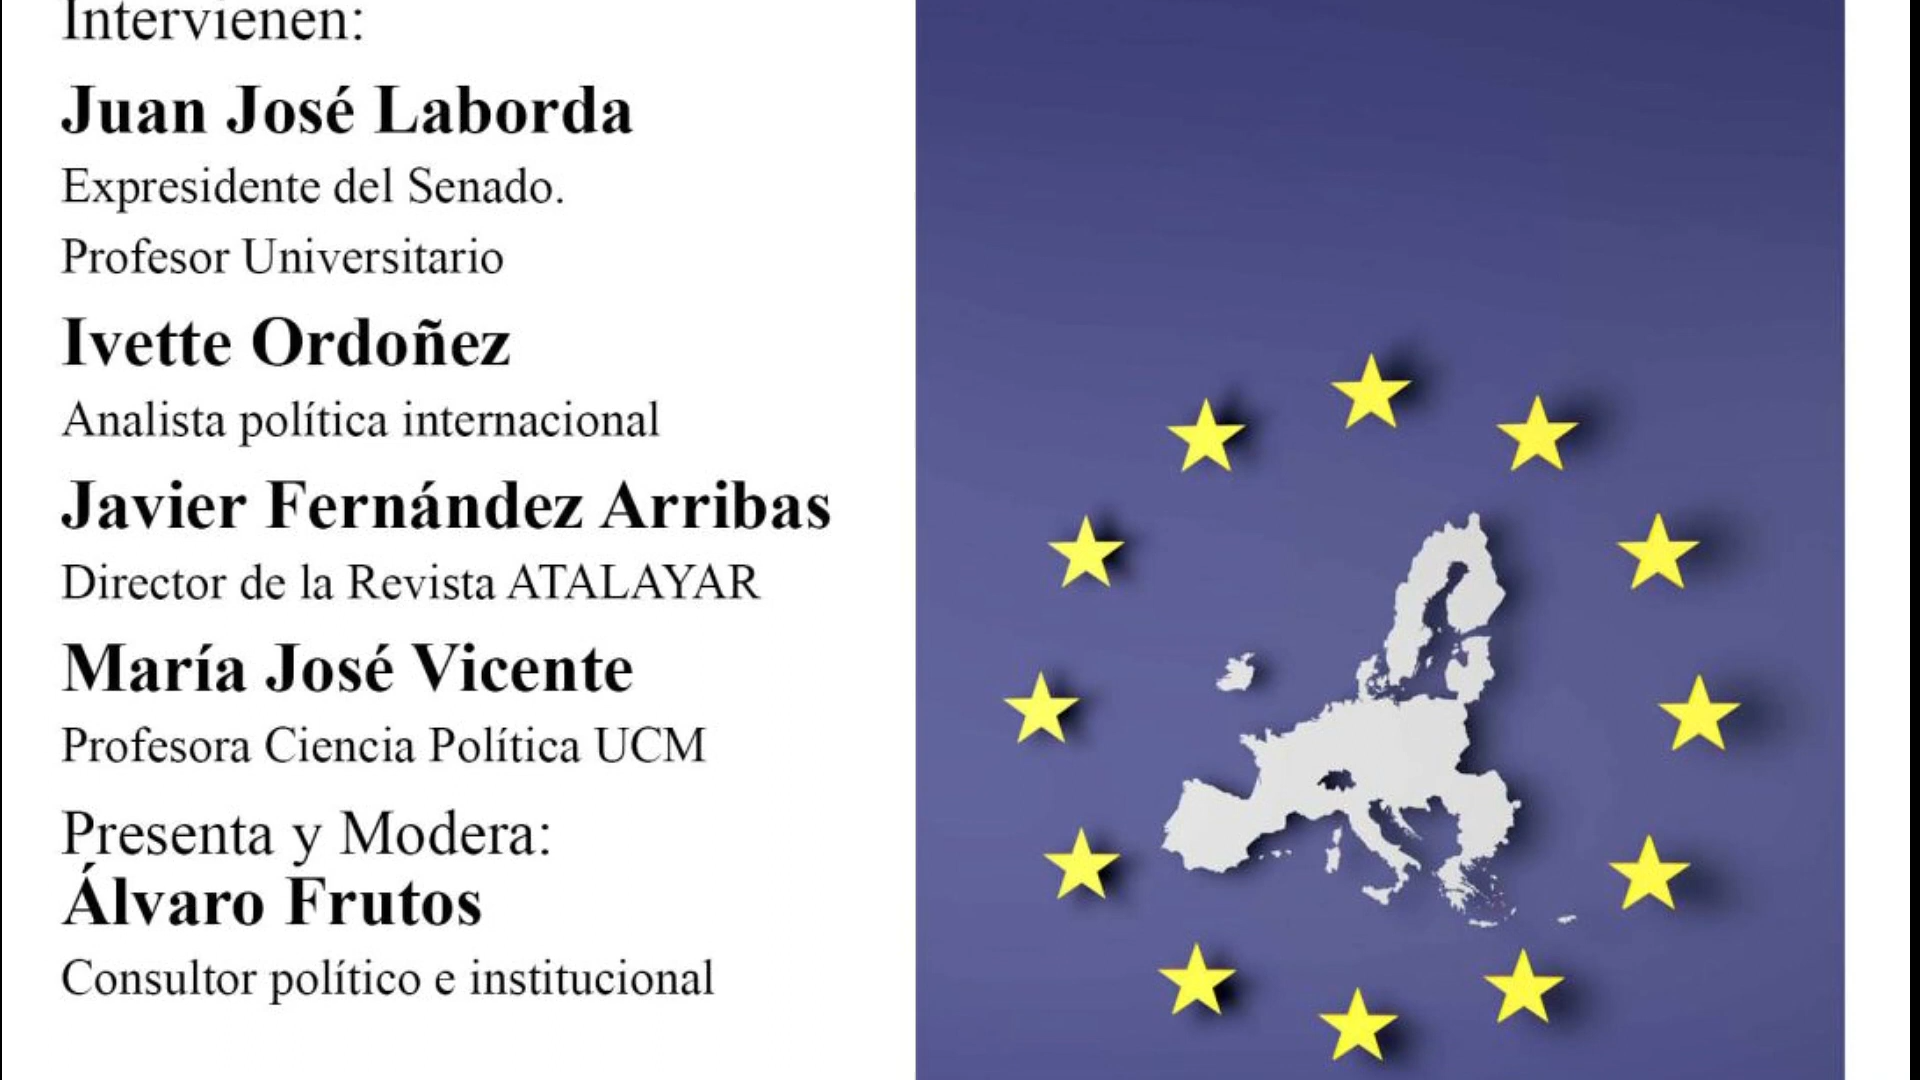 Intervienen:
Juan José Laborda
Expresidente del Senado.
Profesor Universitario
Ivette Ordoñez
Analista política internacional
Javier Fernández Arribas
Director de la Revista ATALAYAR
María José Vicente
Profesora Ciencia Política UCM
Presenta y Modera:
Álvaro Frutos
Consultor político e institucional